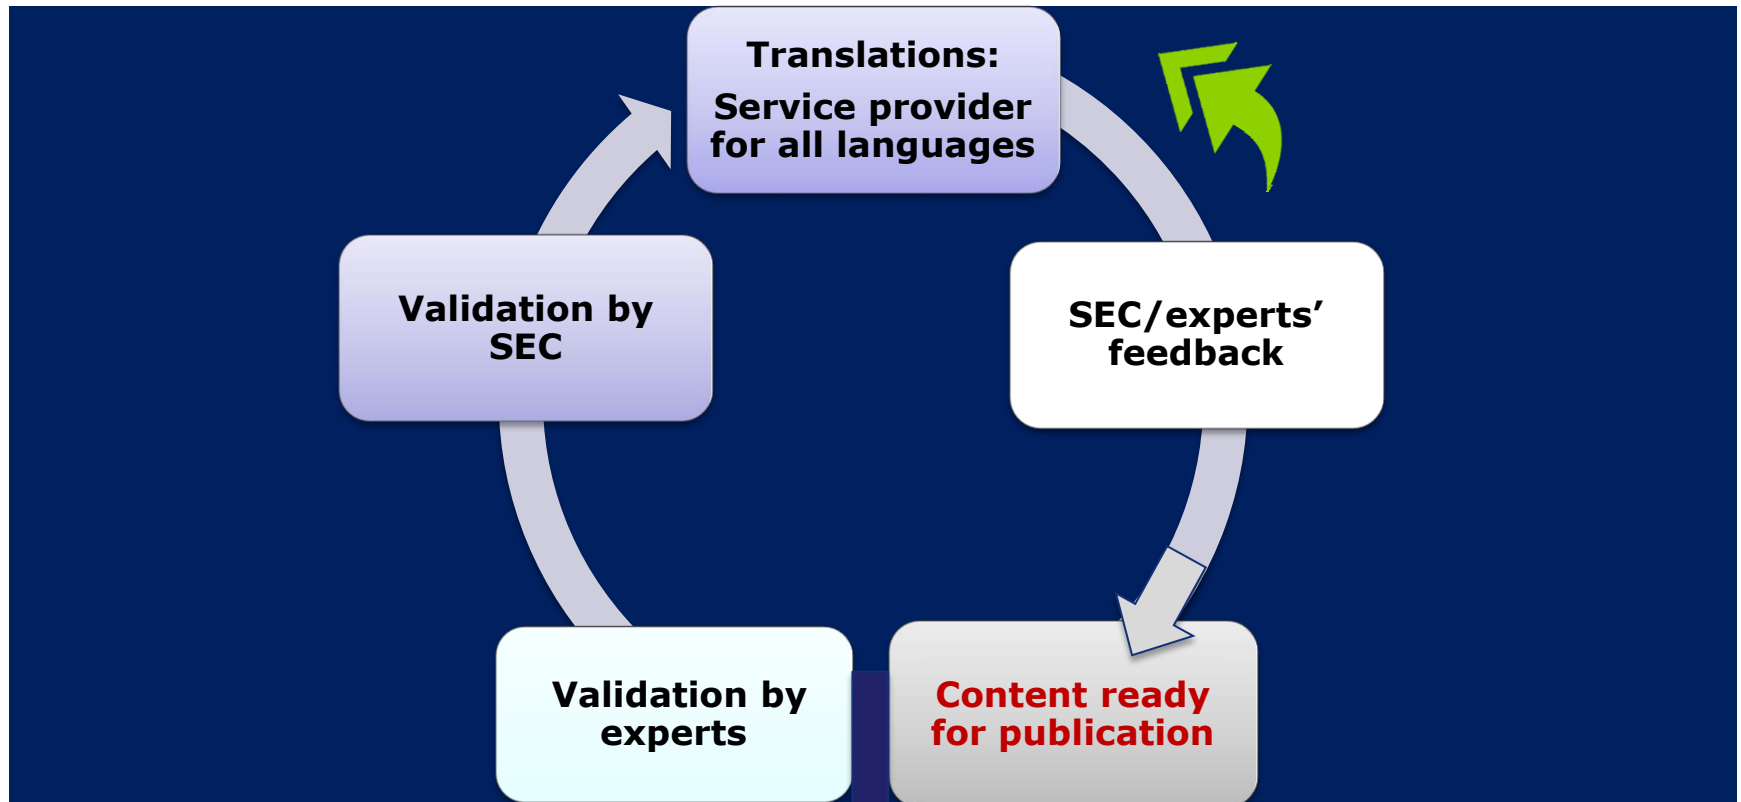 Translations:
Service provider
for all languages
Validation by
SEC
SEC/experts’
feedback
Validation by
experts
Content ready
for publication